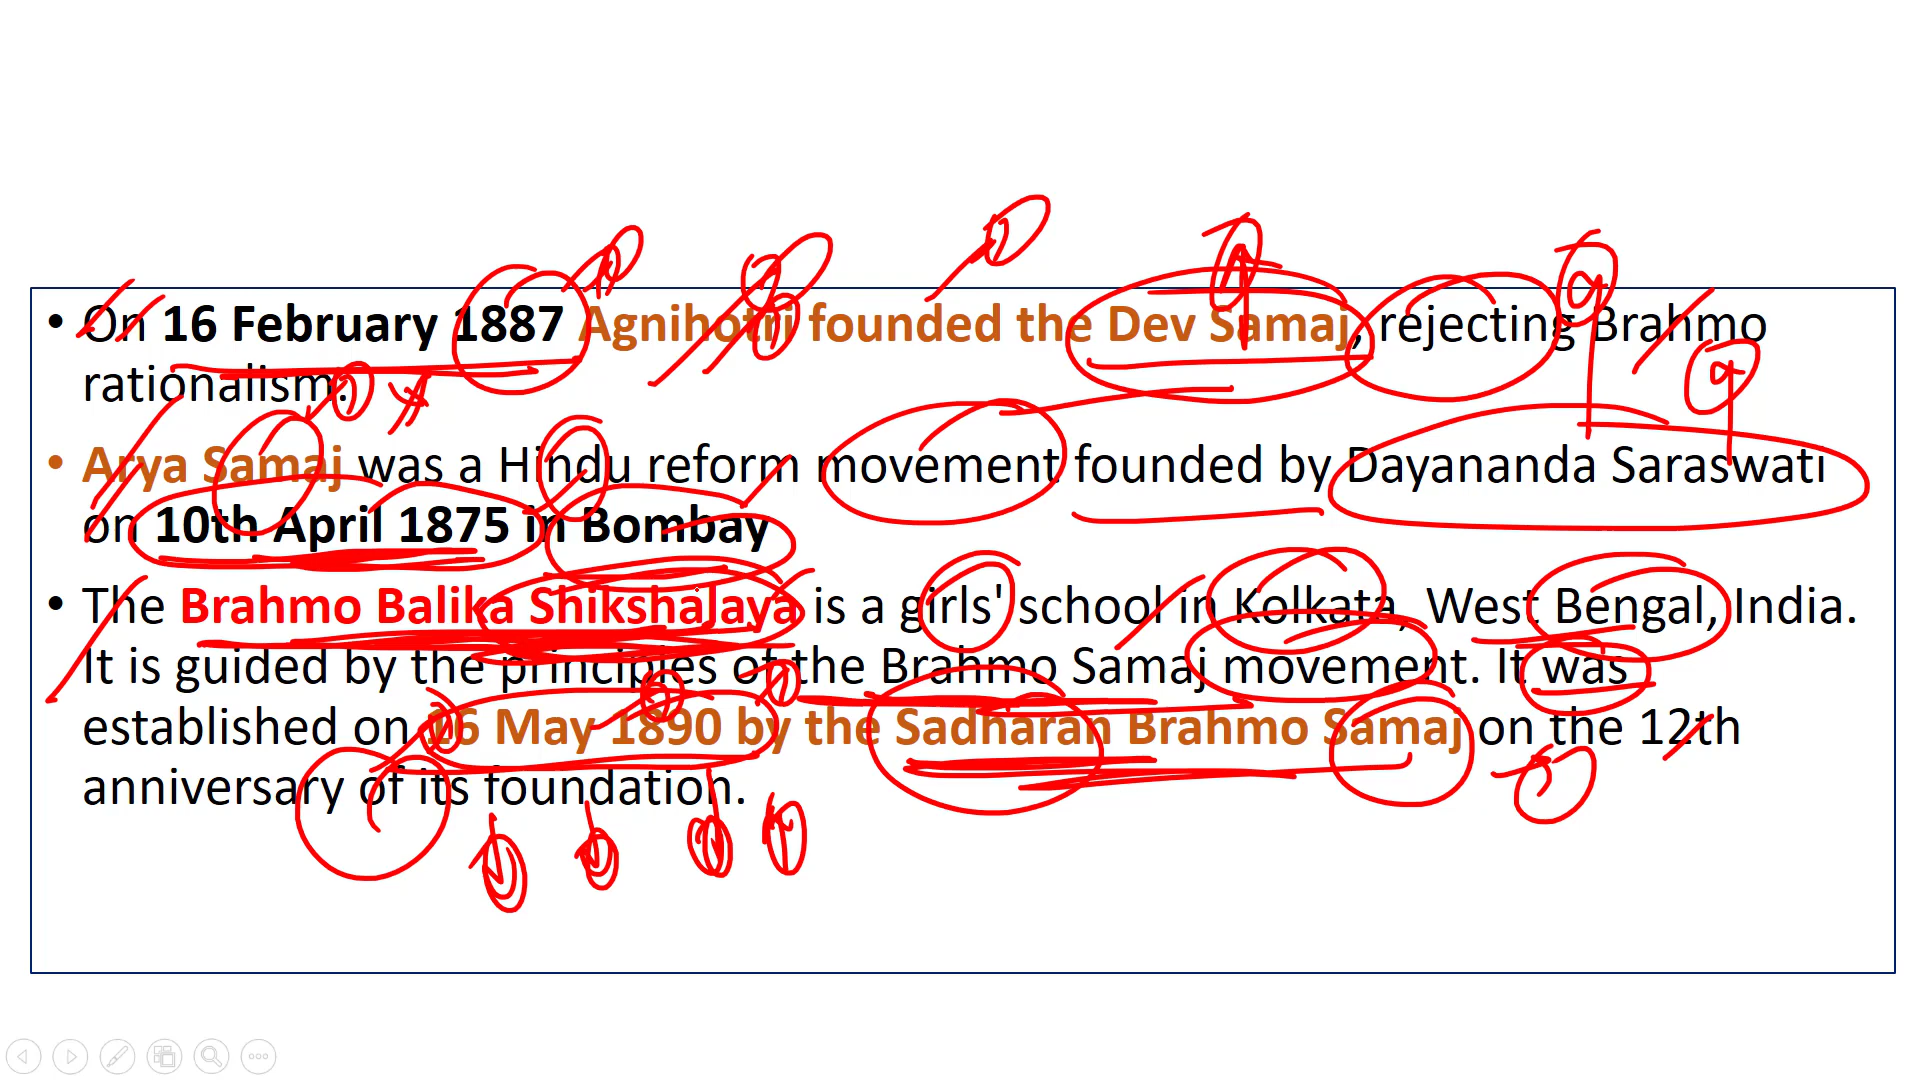 • On 16 February 1887 Agnihotri founded the Dev Samaj, rejecting Brahmo
rationalism.
• Arya Samaj was a Hindu reform movement founded by Dayananda Saraswati
on 10th April 1875 in Bombay
• The Brahmo Balika Shikshalaya is a girls' school in Kolkata, West Bengal, India.
It is guided by the principles of the Brahmo Samaj movement. It was
established on 16 May 1890 by the Sadharan Brahmo Samaj on the 12th
anniversary of its foundation.